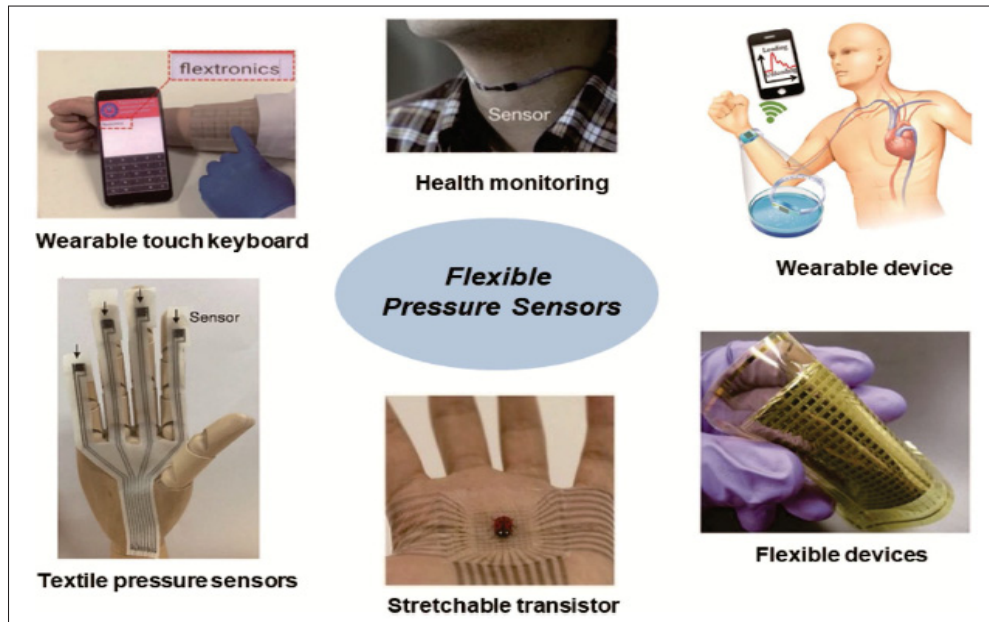 flextronics
Wearable touch keyboard
Sensor
Health monitoring
Loading
Wearable device
Flexible
Pressure Sensors
Sensor
Textile pressure sensors
Stretchable transistor
Flexible devices